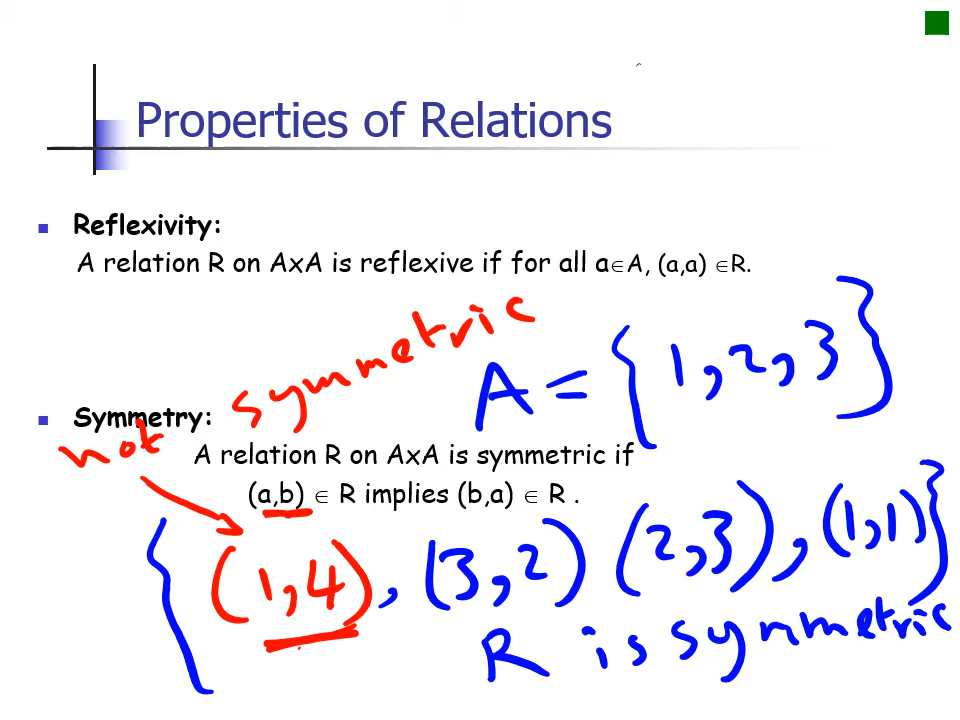 Properties of Relations
Reflexivity:
A relation R on AxA is reflexive if for all a∈A, (a,a) ∈R.
symmetric
A = {1,2,3}
Symmetry:
not
A relation R on AxA is symmetric if
(a,b) ∈ R implies (b,a) ∈ R .
{(1,4), (3,2) (2,3), (1,1)}
R is symmetric